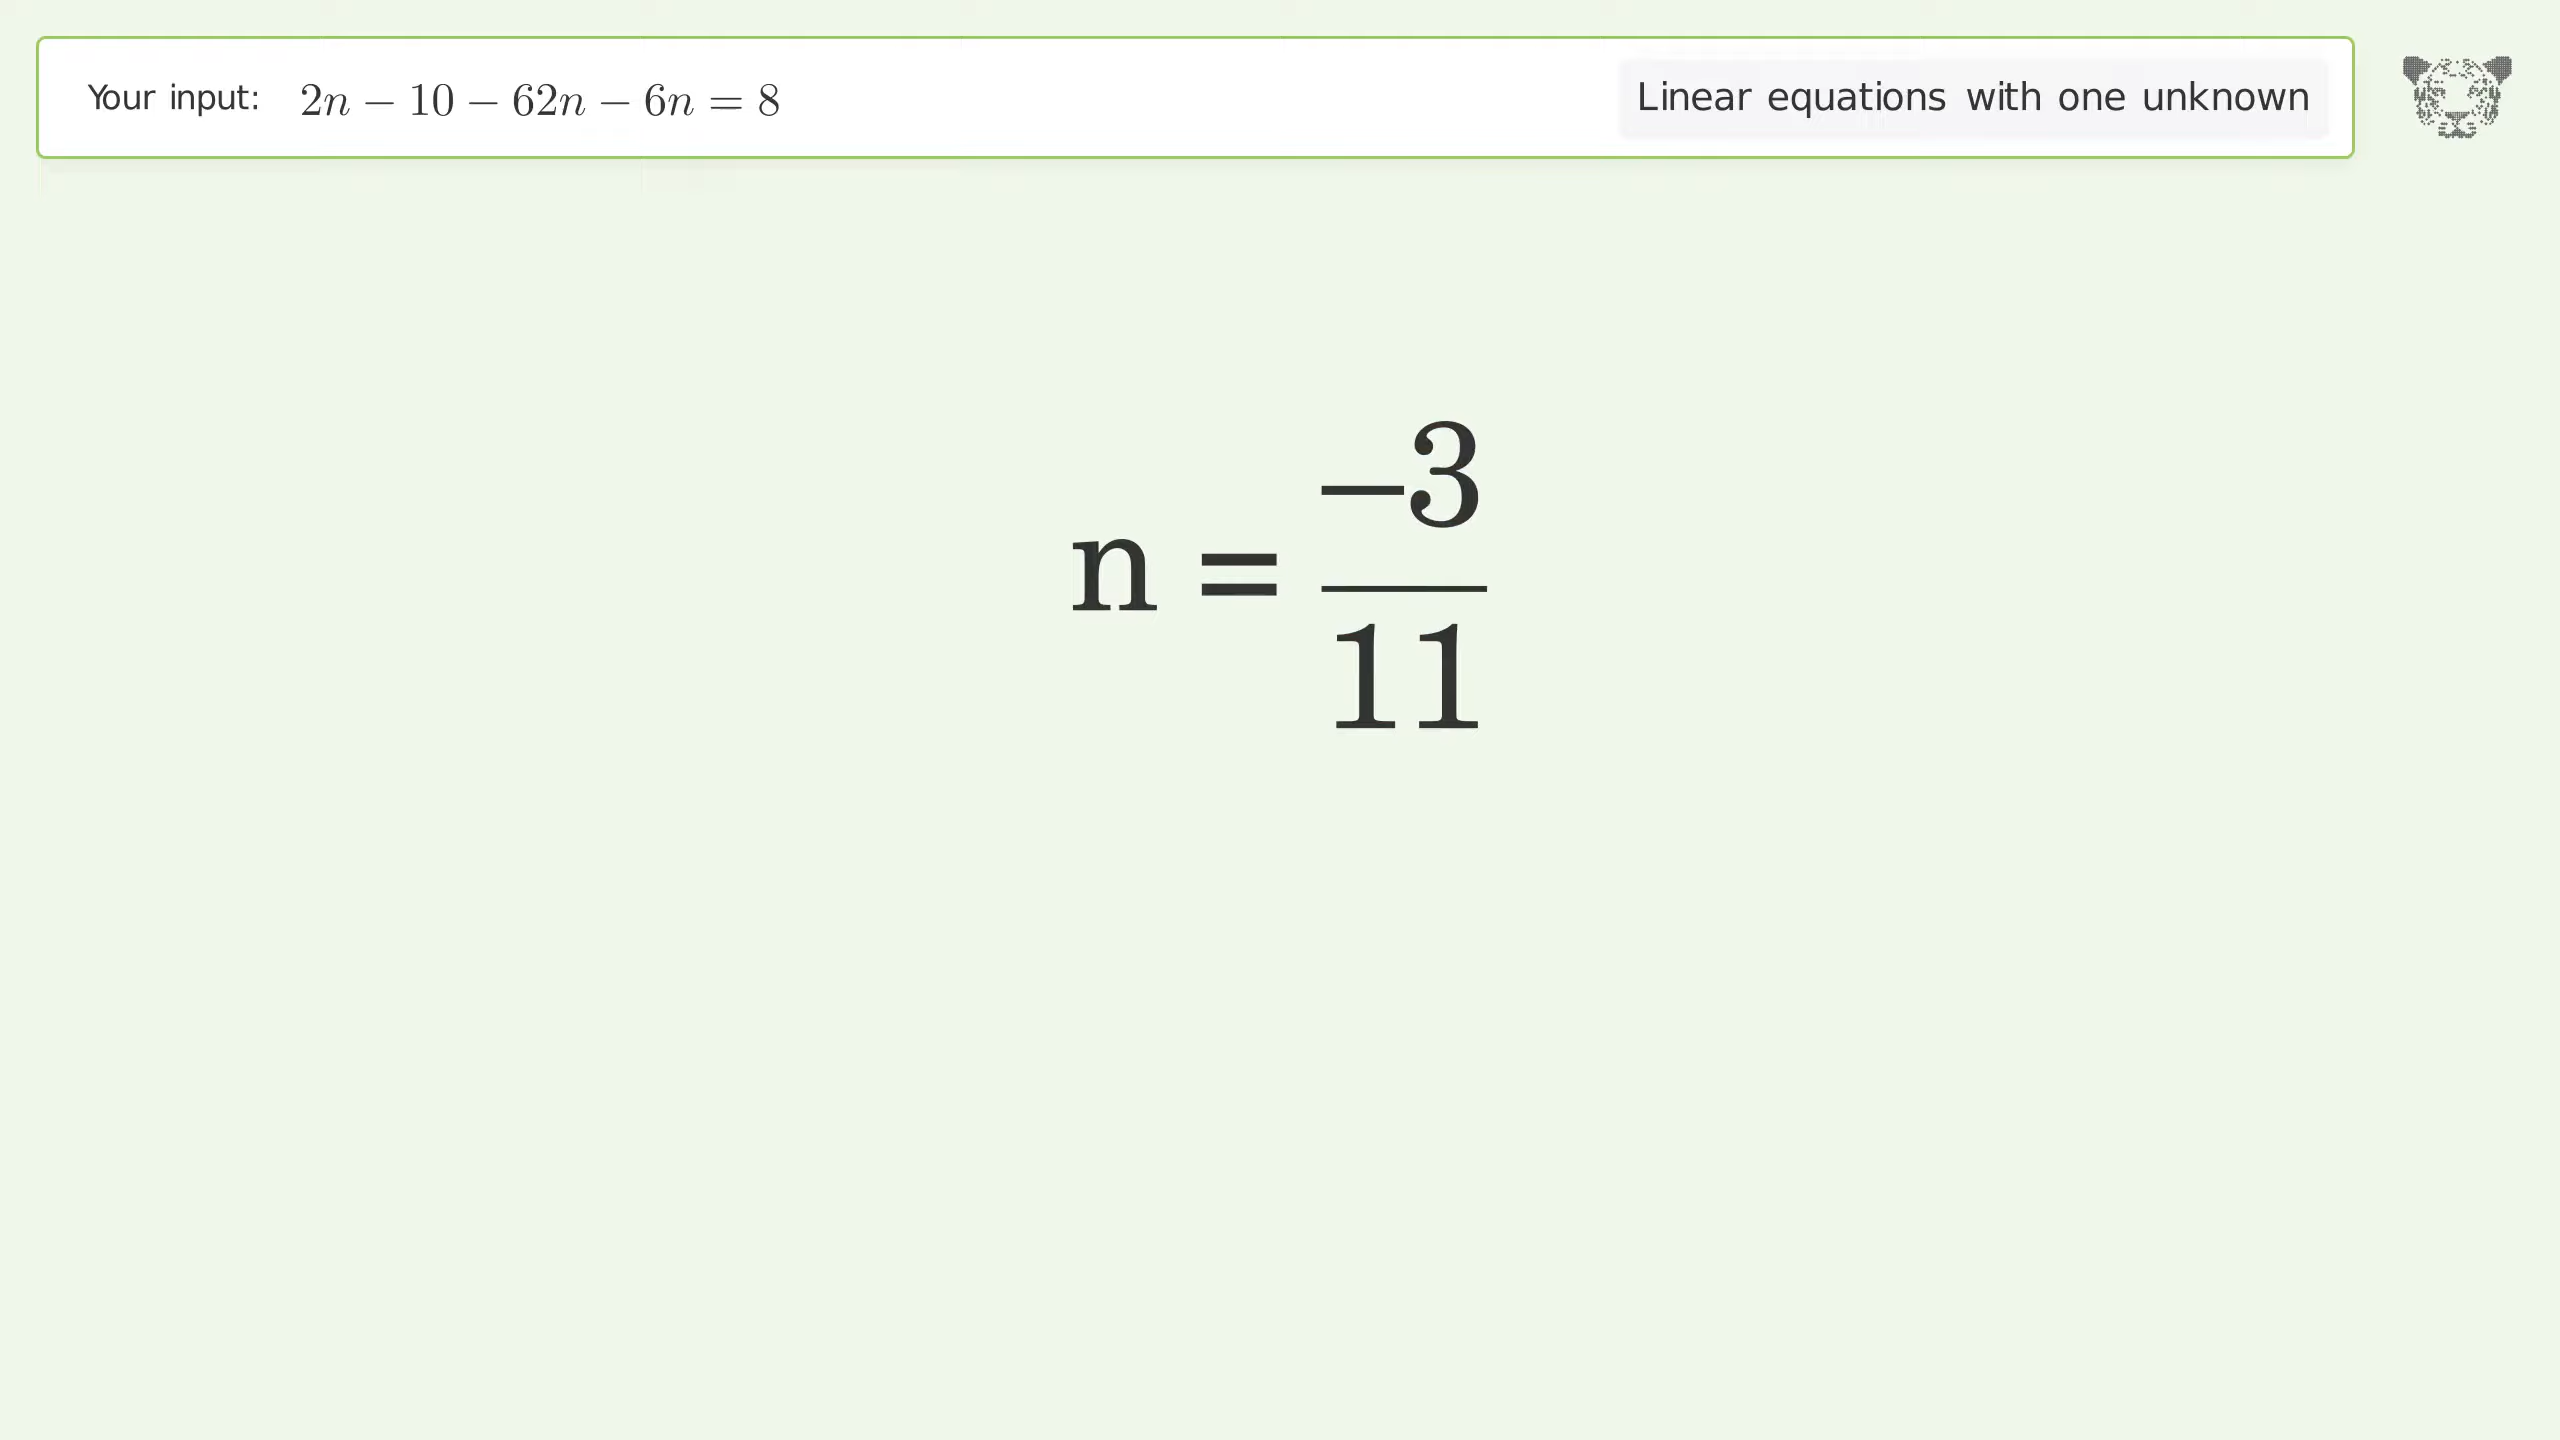 Your input: 2n − 10 − 62n − 6n = 8
Linear equations with one unknown
n = −3/11